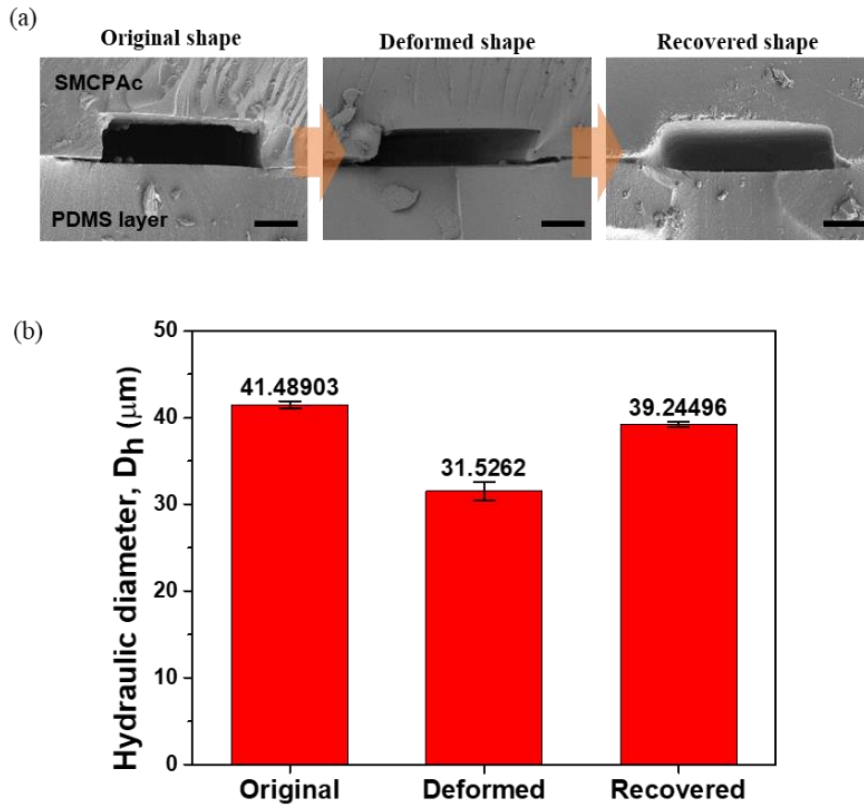 (a)
Original shape
Deformed shape
Recovered shape
SMCPAc
PDMS layer
(b)
Hydraulic diameter, Dh (μm)
50
40
30
20
10
0
41.48903
31.5262
39.24496
Original
Deformed
Recovered